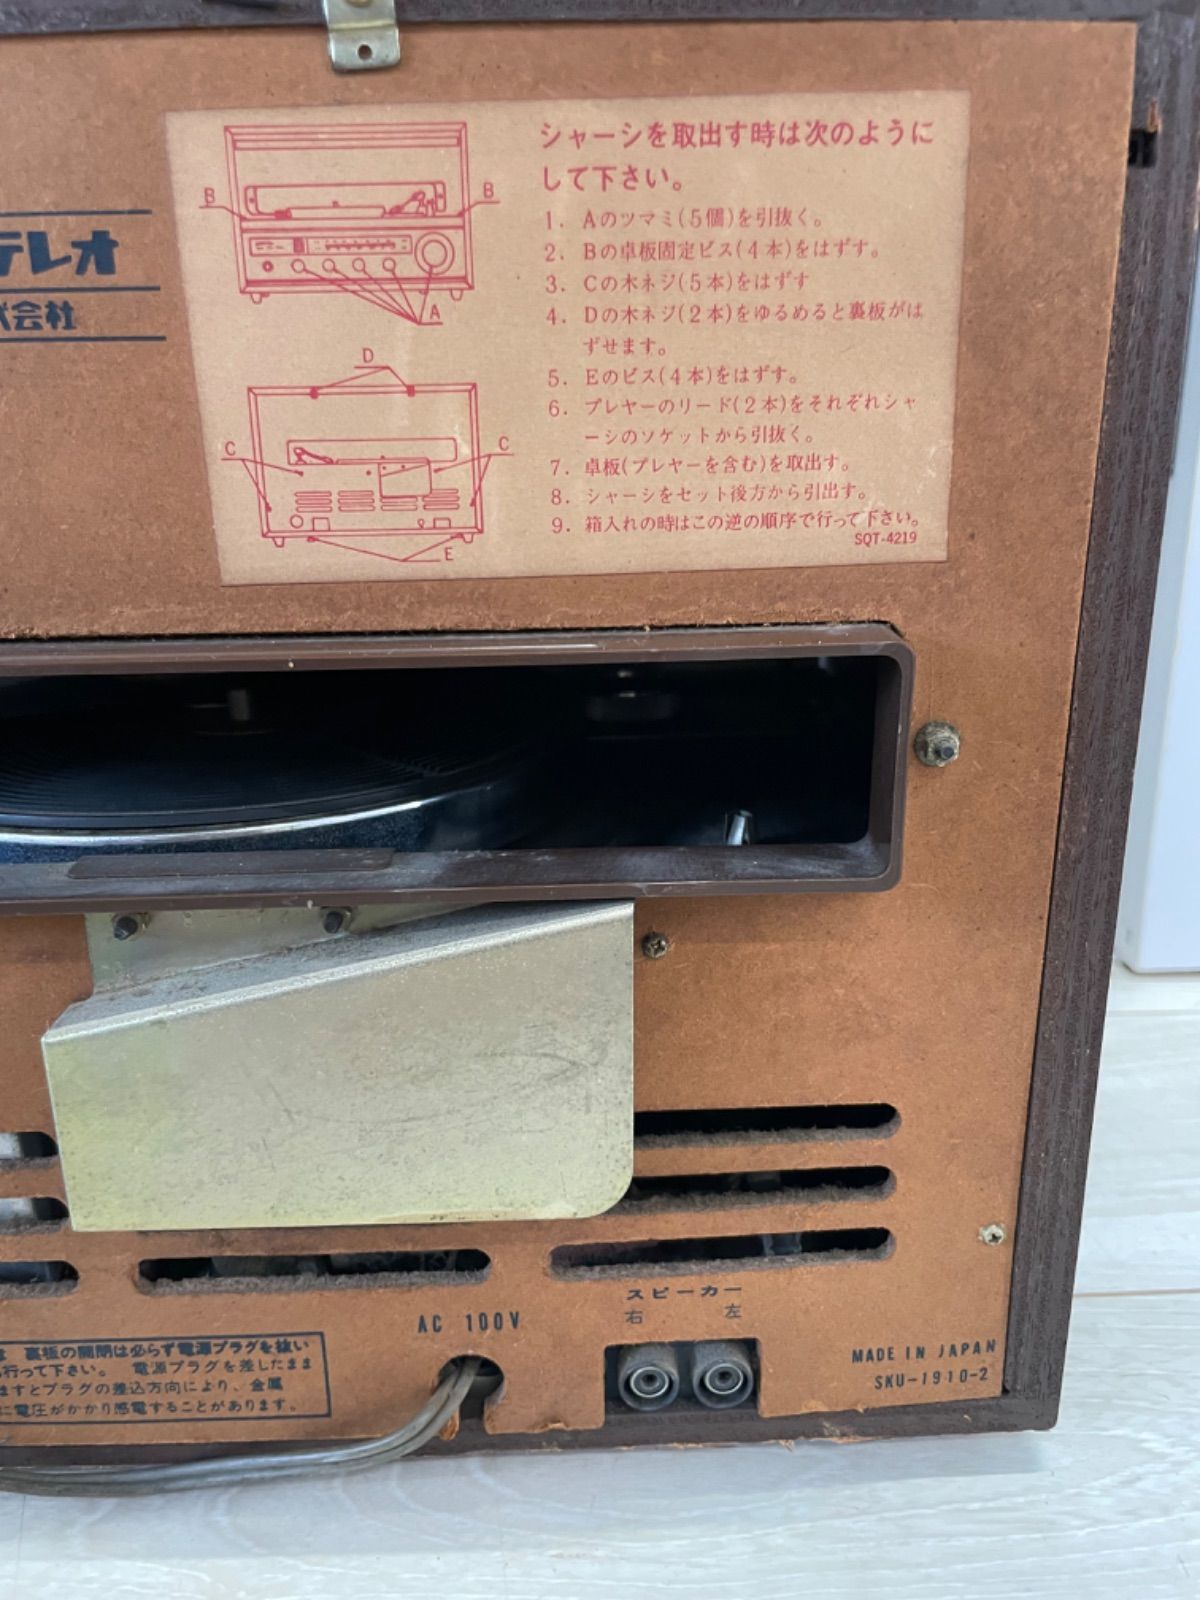 テレオ
式会社
シャーシを取出す時は次のように
して下さい。
1. Aのツマミ(5個)を引抜く。
2. Bの卓板固定ビス(4本)をはずす。
3. Cの木ネジ(5本)をはずす
4. Dの木ネジ(2本)をゆるめると裏板がは
ずせます。
5. Eのビス(4本)をはずす。
6. プレヤーのリード(2本)をそれぞれシャ
ーシのソケットから引抜く。
7. 卓板(プレヤーを含む)を取出す。
8. シャーシをセット後方から引出す。
9. 箱入れの時はこの逆の順序で行って下さい。
SQT-4219
B
B
A
D
C
C
E
スピーカー
右 左
AC 100V
MADE IN JAPAN
SKU-1910-2
は 裏板の開閉は必らず電源プラグを抜い
行って下さい。 電源プラグを差したまま
ますとプラグの差込方向により、金属
に電圧がかかり感電することがあります。